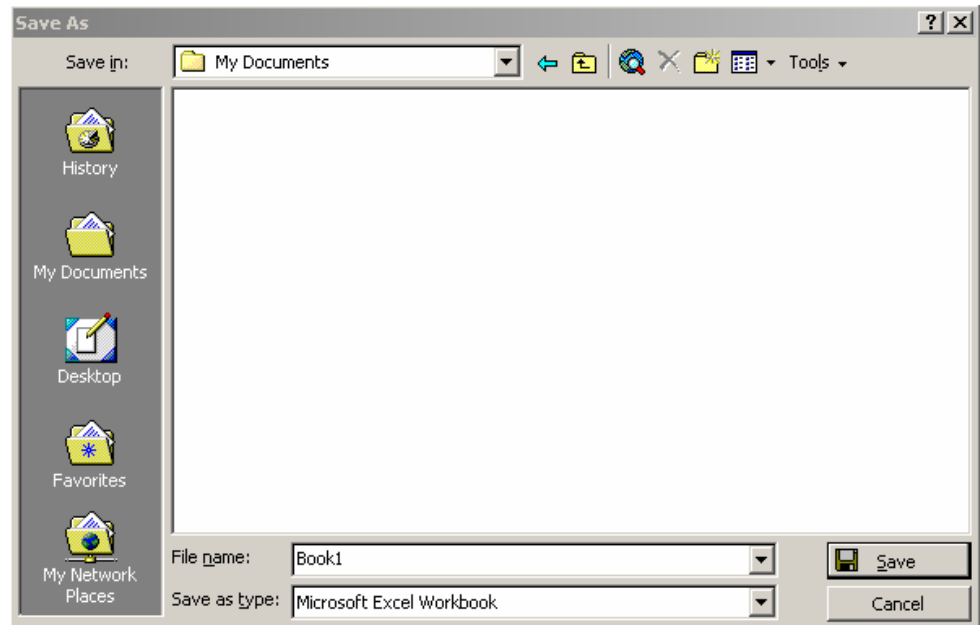 Save As
Save in: My Documents Tools
History
My Documents
Desktop
Favorites
My Network
Places
File name: Book1 Save
Save as type: Microsoft Excel Workbook Cancel